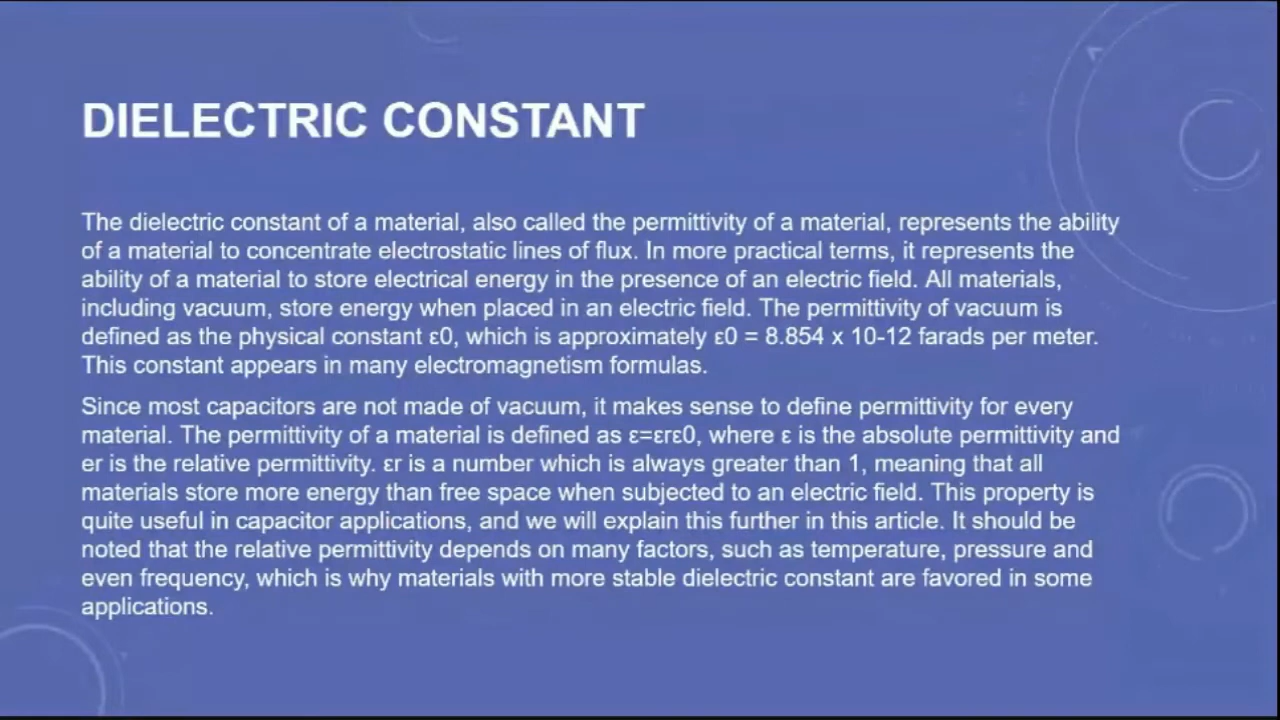 DIELECTRIC CONSTANT
The dielectric constant of a material, also called the permittivity of a material, represents the ability
of a material to concentrate electrostatic lines of flux. In more practical terms, it represents the
ability of a material to store electrical energy in the presence of an electric field. All materials,
including vacuum, store energy when placed in an electric field. The permittivity of vacuum is
defined as the physical constant ε0, which is approximately ε0 = 8.854 x 10-12 farads per meter.
This constant appears in many electromagnetism formulas.
Since most capacitors are not made of vacuum, it makes sense to define permittivity for every
material. The permittivity of a material is defined as ε=εrε0, where ε is the absolute permittivity and
er is the relative permittivity. εr is a number which is always greater than 1, meaning that all
materials store more energy than free space when subjected to an electric field. This property is
quite useful in capacitor applications, and we will explain this further in this article. It should be
noted that the relative permittivity depends on many factors, such as temperature, pressure and
even frequency, which is why materials with more stable dielectric constant are favored in some
applications.